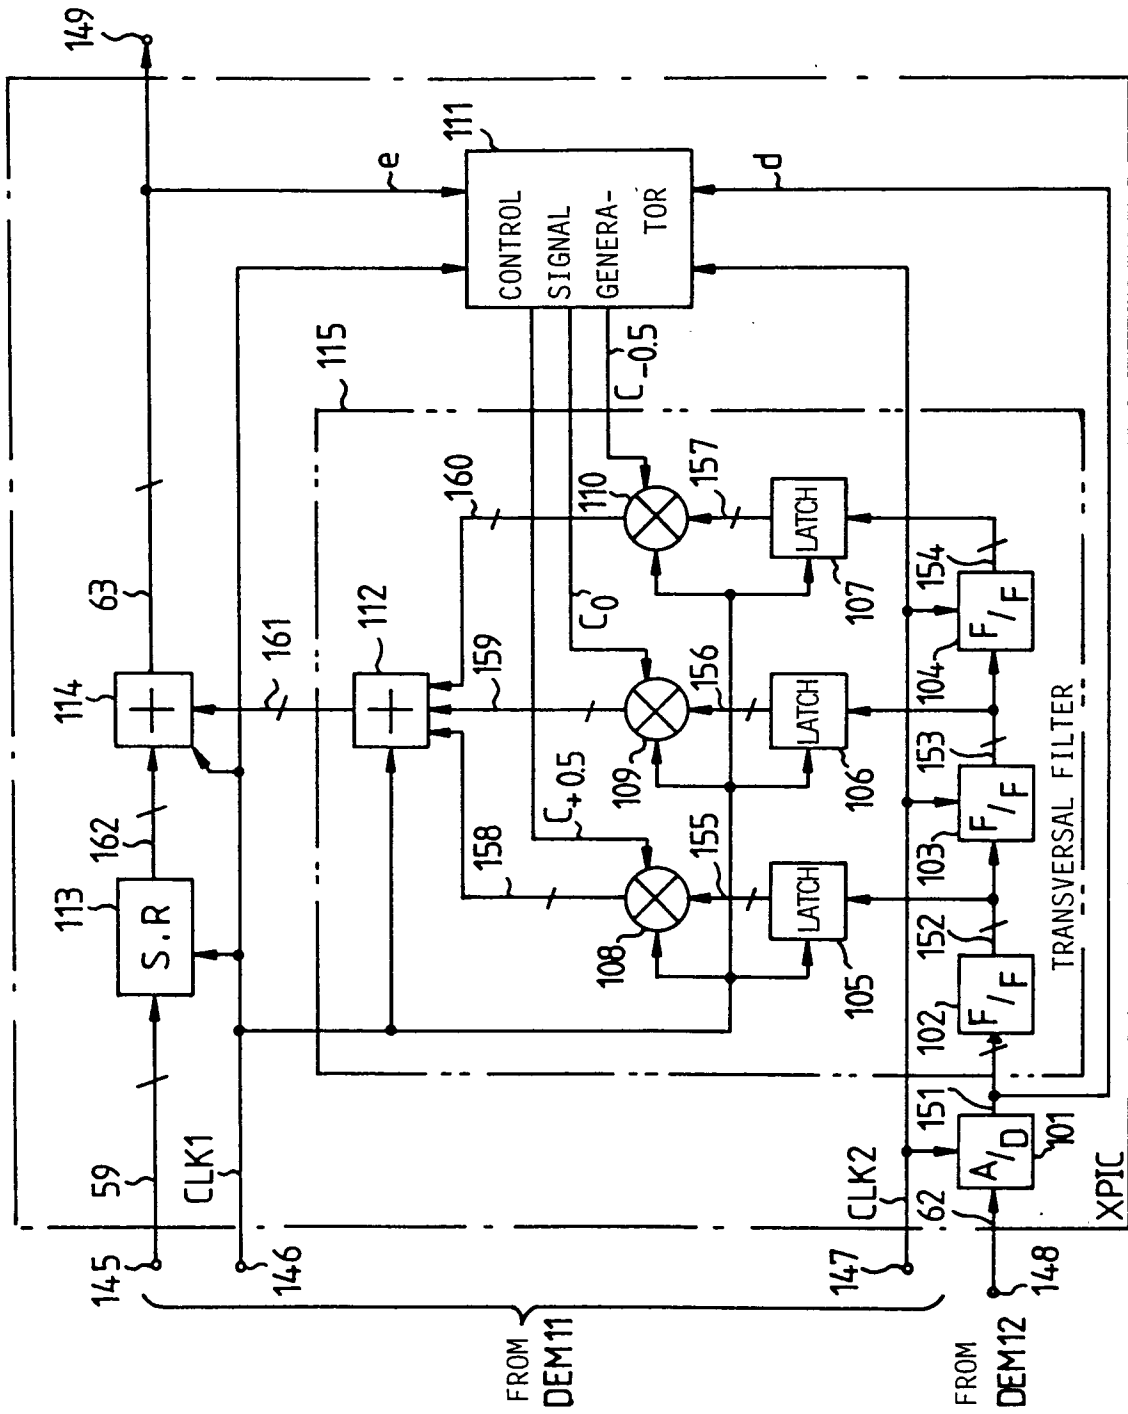 149
63
e
111
CONTROL
SIGNAL
GENERA-
TOR
d
114
161
162
113
S.R
59
CLK1
145
146
115
C-0.5
C0
C+0.5
160
112
159
158
110
109
108
157
156
155
LATCH
LATCH
LATCH
107
106
105
154
153
152
104
103
102
F/F
F/F
F/F
TRANSVERSAL FILTER
151
101
A/D
CLK2
62
147
148
XPIC
FROM
DEM11
FROM
DEM12